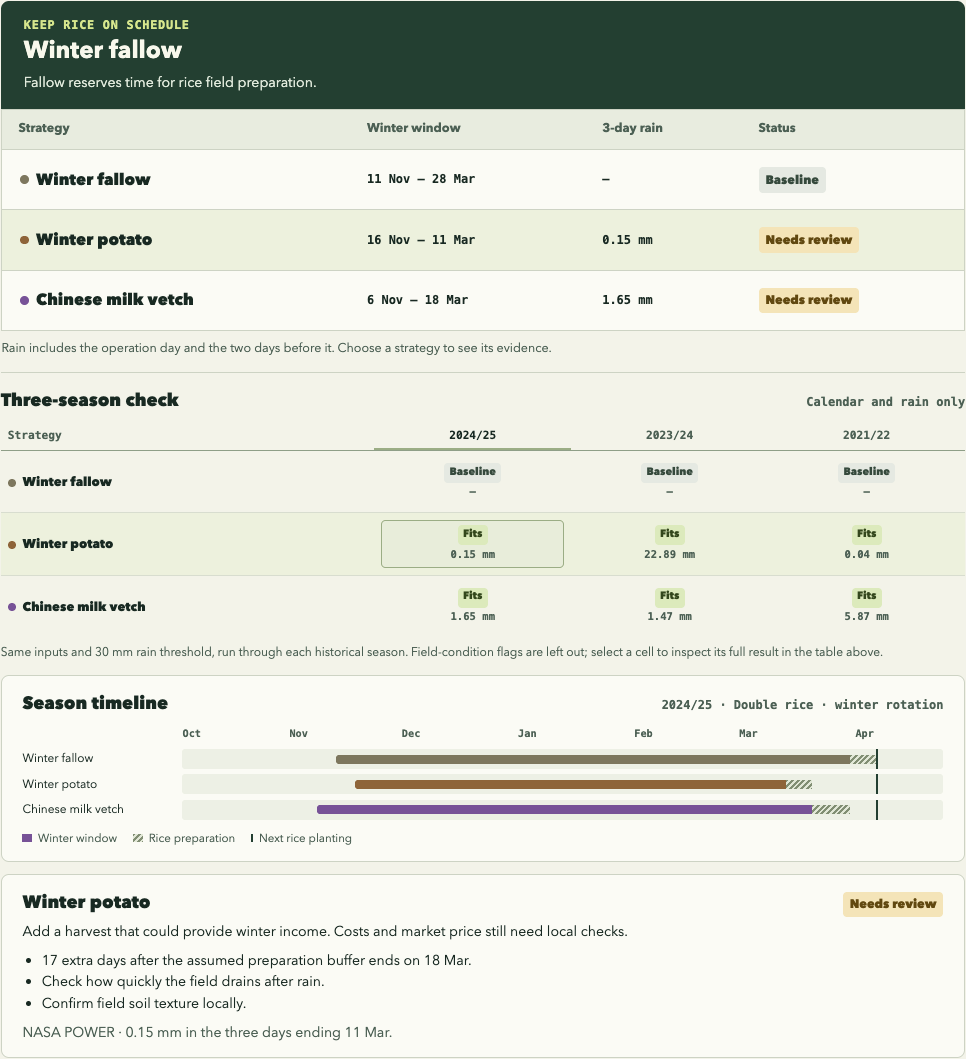 KEEP RICE ON SCHEDULE
Winter fallow
Fallow reserves time for rice field preparation.
Strategy Winter window 3-day rain Status
Winter fallow 11 Nov – 28 Mar — Baseline
Winter potato 16 Nov – 11 Mar 0.15 mm Needs review
Chinese milk vetch 6 Nov – 18 Mar 1.65 mm Needs review
Rain includes the operation day and the two days before it. Choose a strategy to see its evidence.
Three-season check Calendar and rain only
Strategy 2024/25 2023/24 2021/22
Winter fallow Baseline Baseline Baseline
— — —
Winter potato Fits Fits Fits
0.15 mm 22.89 mm 0.04 mm
Chinese milk vetch Fits Fits Fits
1.65 mm 1.47 mm 5.87 mm
Same inputs and 30 mm rain threshold, run through each historical season. Field-condition flags are left out; select a cell to inspect its full result in the table above.
Season timeline 2024/25 · Double rice · winter rotation
Oct Nov Dec Jan Feb Mar Apr
Winter fallow
Winter potato
Chinese milk vetch
Winter window Rice preparation Next rice planting
Winter potato Needs review
Add a harvest that could provide winter income. Costs and market price still need local checks.
• 17 extra days after the assumed preparation buffer ends on 18 Mar.
• Check how quickly the field drains after rain.
• Confirm field soil texture locally.
NASA POWER · 0.15 mm in the three days ending 11 Mar.